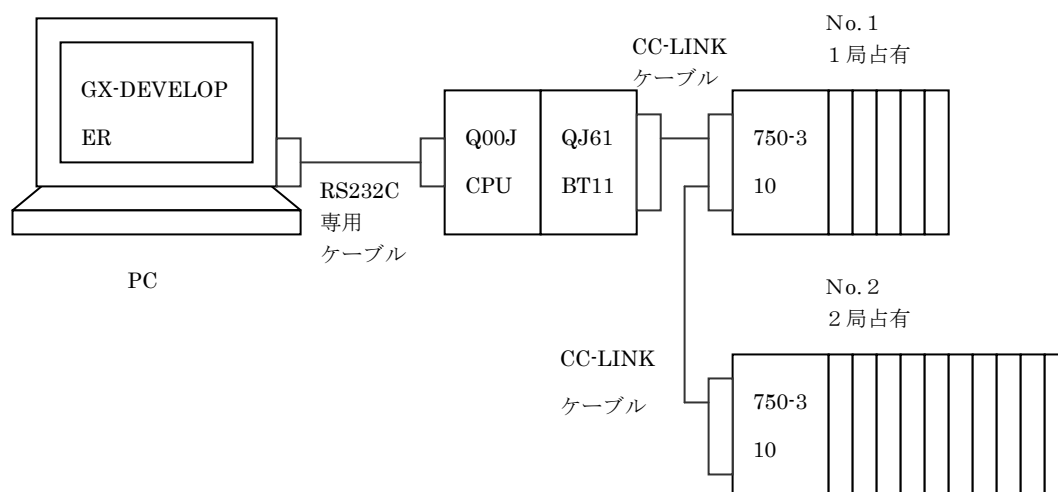 GX-DEVELOP
ER
RS232C
専用
ケーブル
PC
Q00J
CPU
QJ61
BT11
CC-LINK
ケーブル
No.1
１局占有
750-3
10
No.２
２局占有
CC-LINK
ケーブル
750-3
10